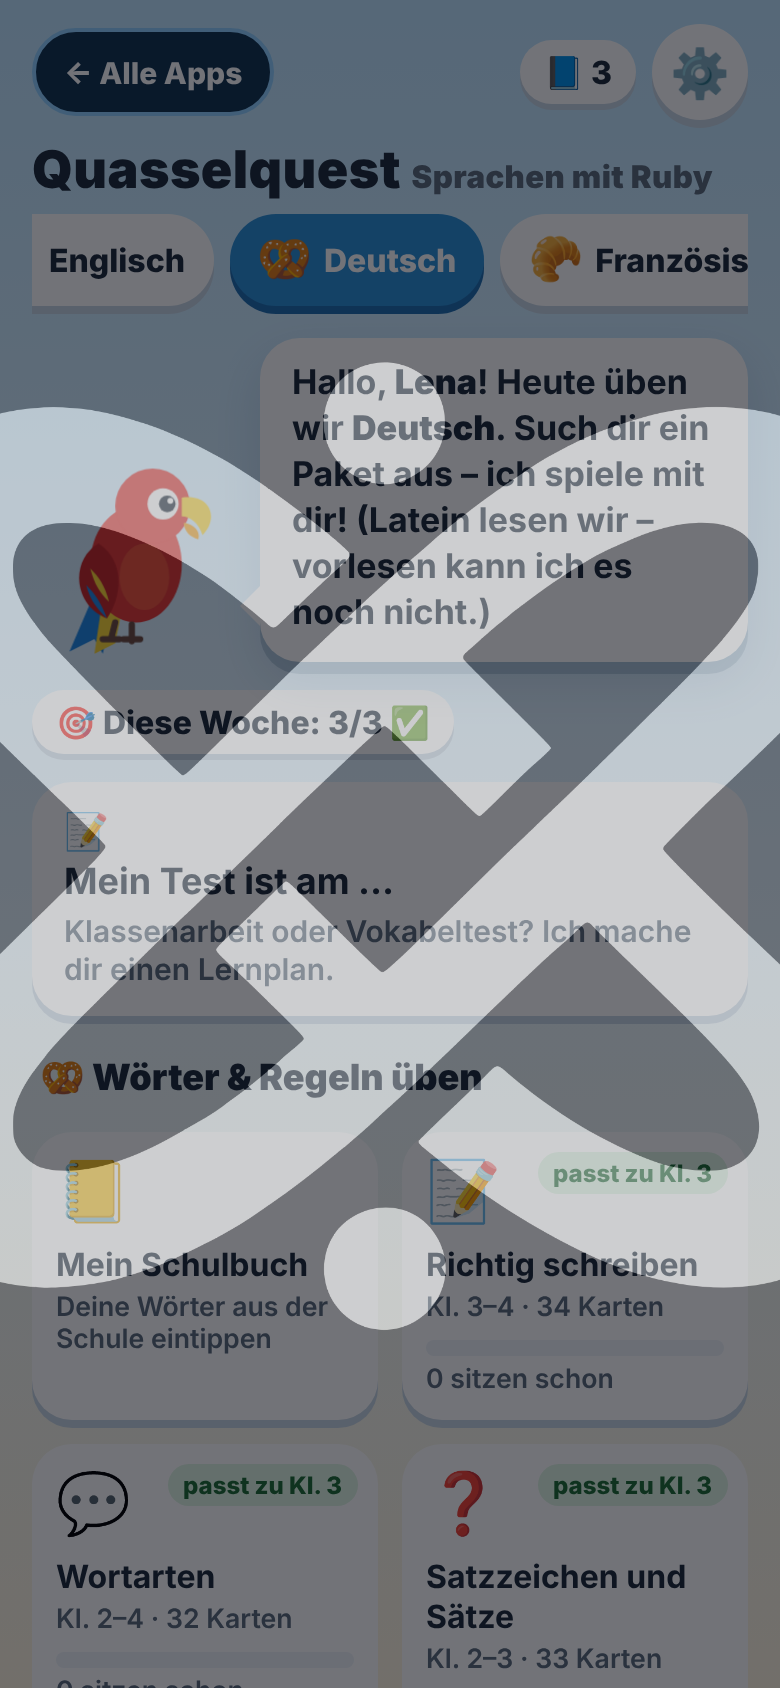 ← Alle Apps
3
Quasselquest Sprachen mit Ruby
Englisch
Deutsch
Französis
Hallo, Lena! Heute üben
wir Deutsch. Such dir ein
Paket aus – ich spiele mit
dir! (Latein lesen wir –
vorlesen kann ich es
noch nicht.)
Diese Woche: 3/3
Mein Test ist am ...
Klassenarbeit oder Vokabeltest? Ich mache
dir einen Lernplan.
Wörter & Regeln üben
Mein Schulbuch
Deine Wörter aus der
Schule eintippen
passt zu Kl. 3
Richtig schreiben
Kl. 3–4 · 34 Karten
0 sitzen schon
passt zu Kl. 3
Wortarten
Kl. 2–4 · 32 Karten
0 sitzen schon
passt zu Kl. 3
Satzzeichen und
Sätze
Kl. 2–3 · 33 Karten